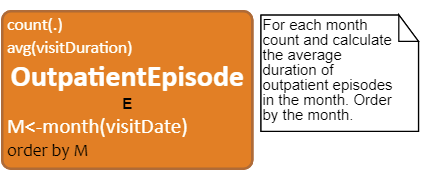 count(.)
avg(visitDuration)
OutpatientEpisode
E
M<-month(visitDate)
order by M
For each month
count and calculate
the average
duration of
outpatient episodes
in the month. Order
by the month.